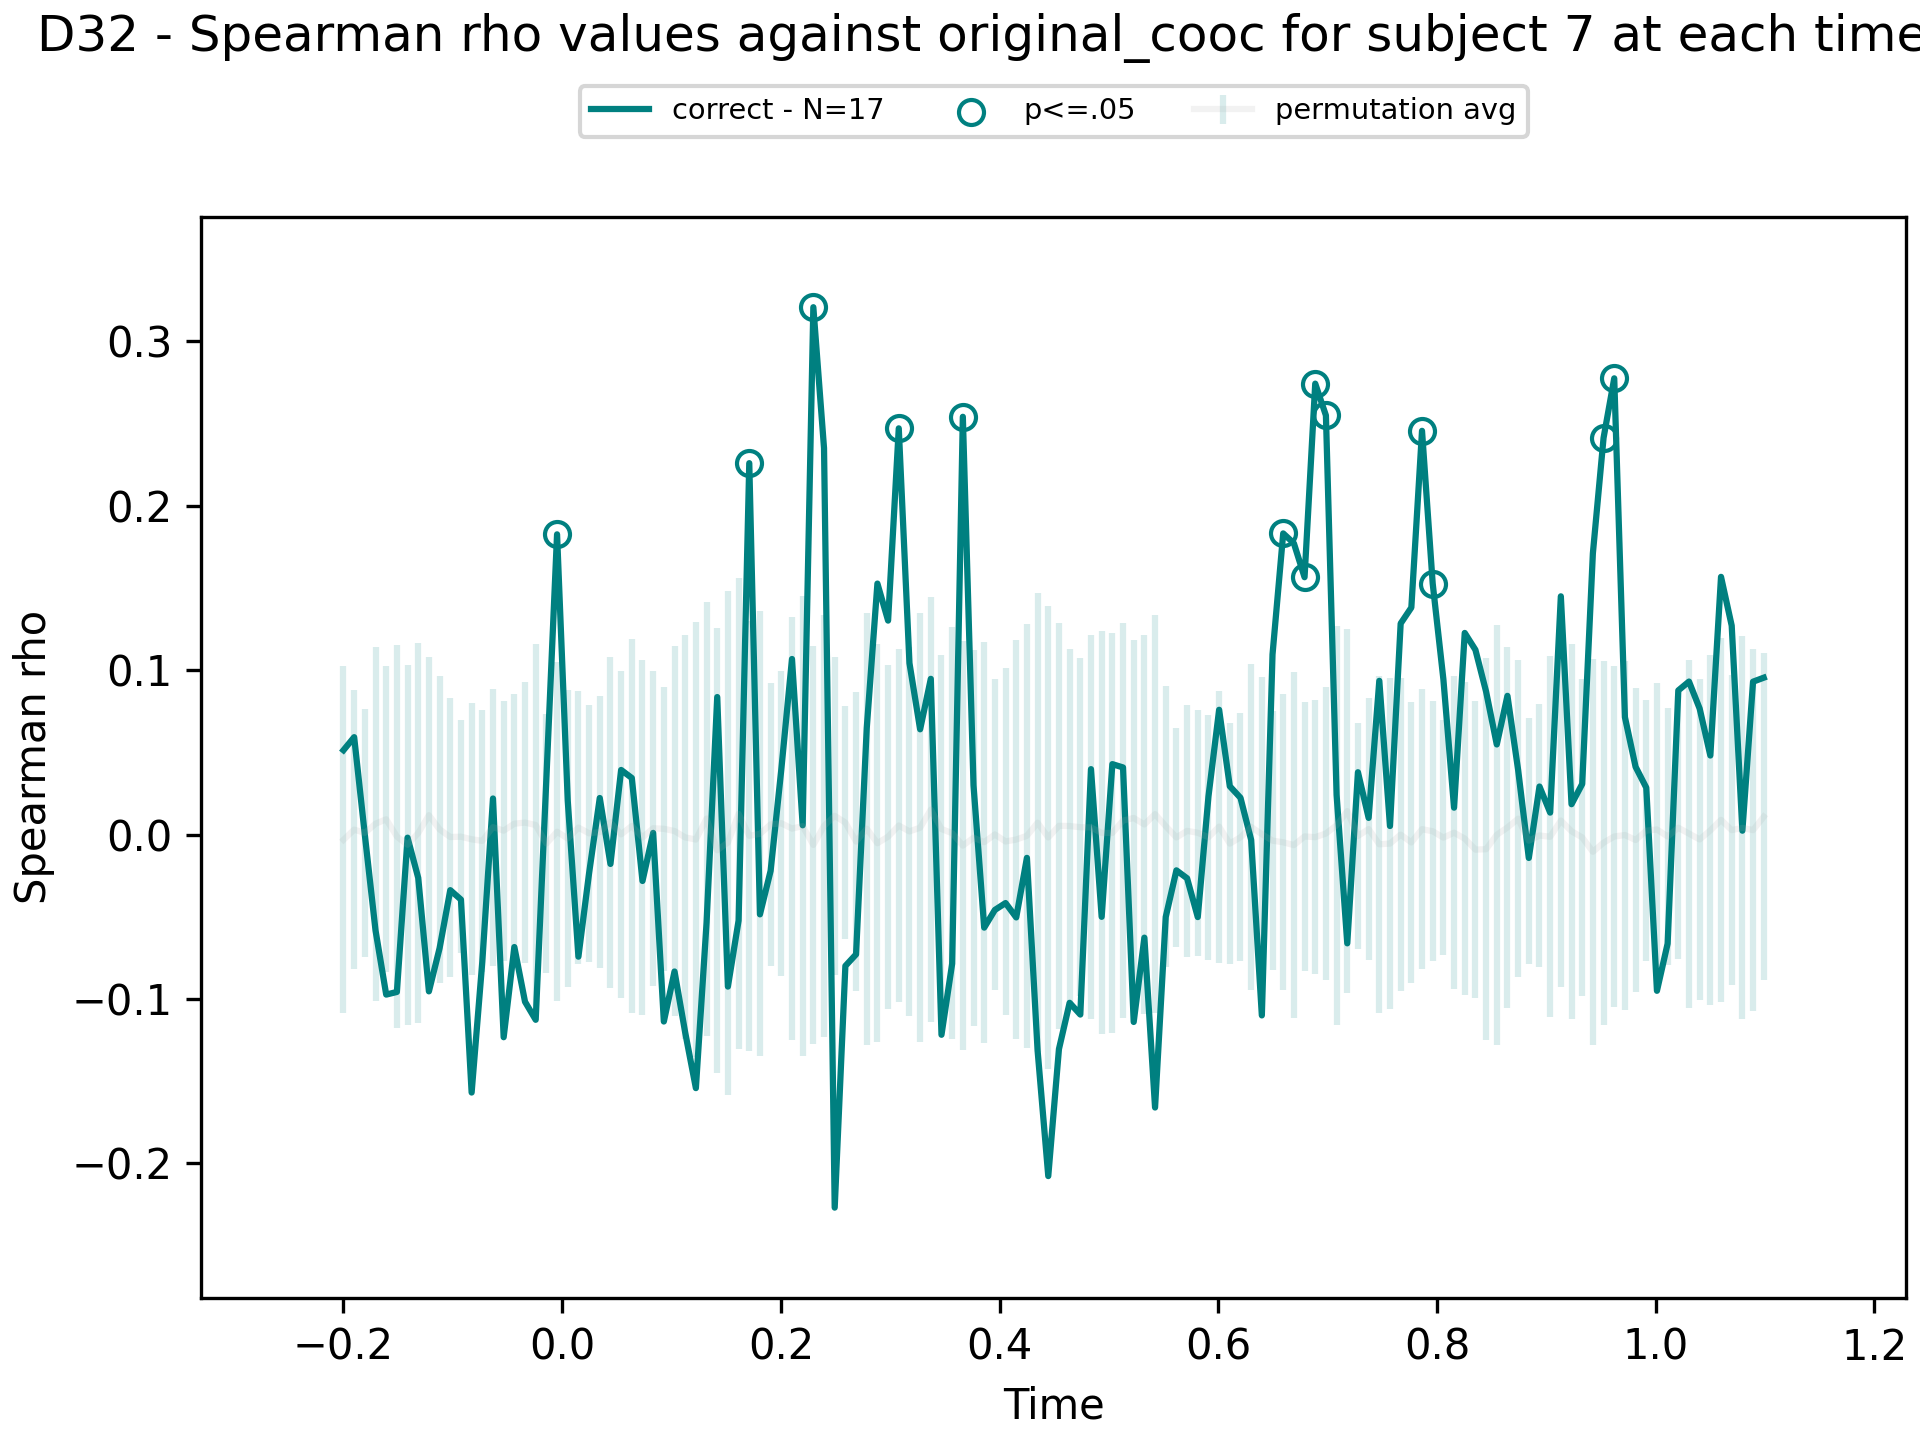 D32 - Spearman rho values against original_cooc for subject 7 at each time
correct - N=17 p<=.05 permutation avg
Spearman rho
0.3
0.2
0.1
0.0
−0.1
−0.2
−0.2 0.0 0.2 0.4 0.6 0.8 1.0 1.2
Time